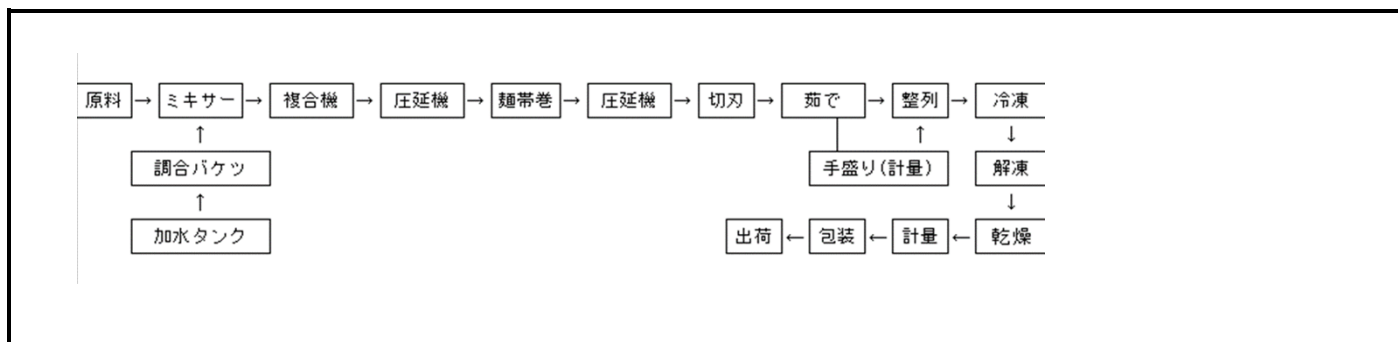 原料 → ミキサー → 複合機 → 圧延機 → 麺帯巻 → 圧延機 → 切刃 → 茹で → 整列 → 冷凍
↑ ↑ ↓
調合バケツ 手盛り(計量) 解凍
↑ ↓
加水タンク 出荷 ← 包装 ← 計量 ← 乾燥